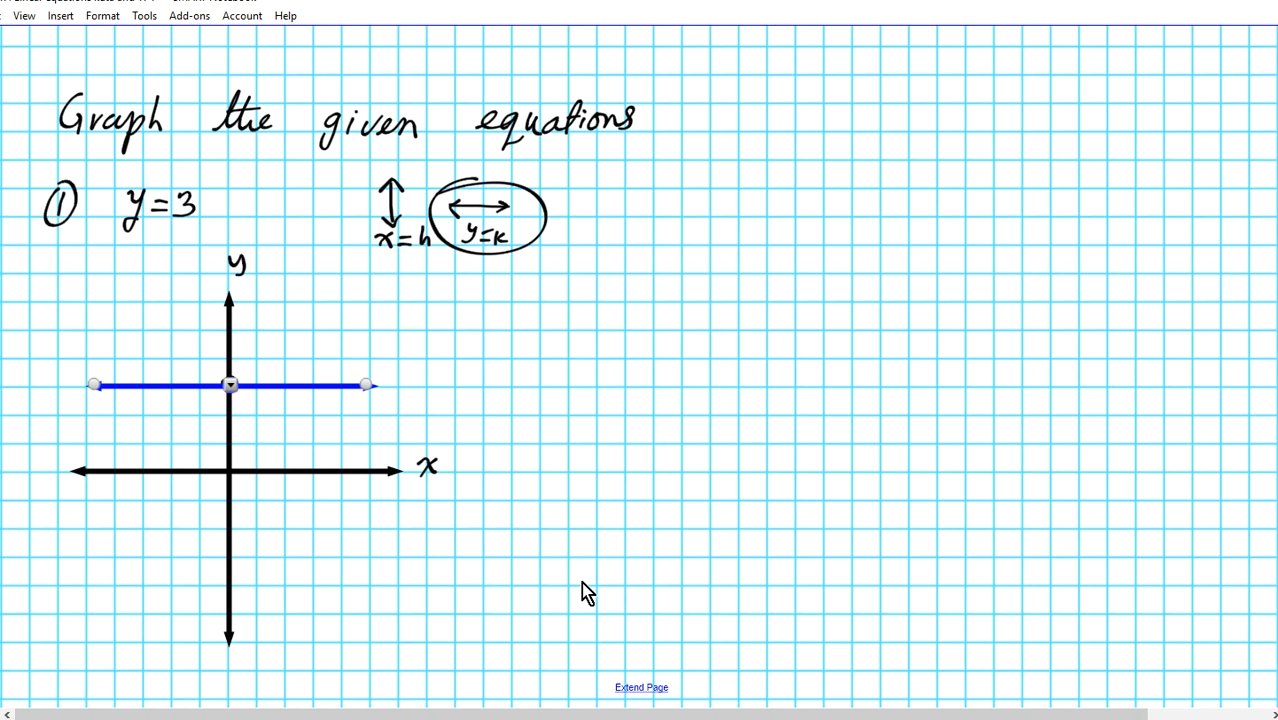 View Insert Format Tools Add-ons Account Help
Graph the given equations
① y = 3
x = h y = k
y
x
Extend Page